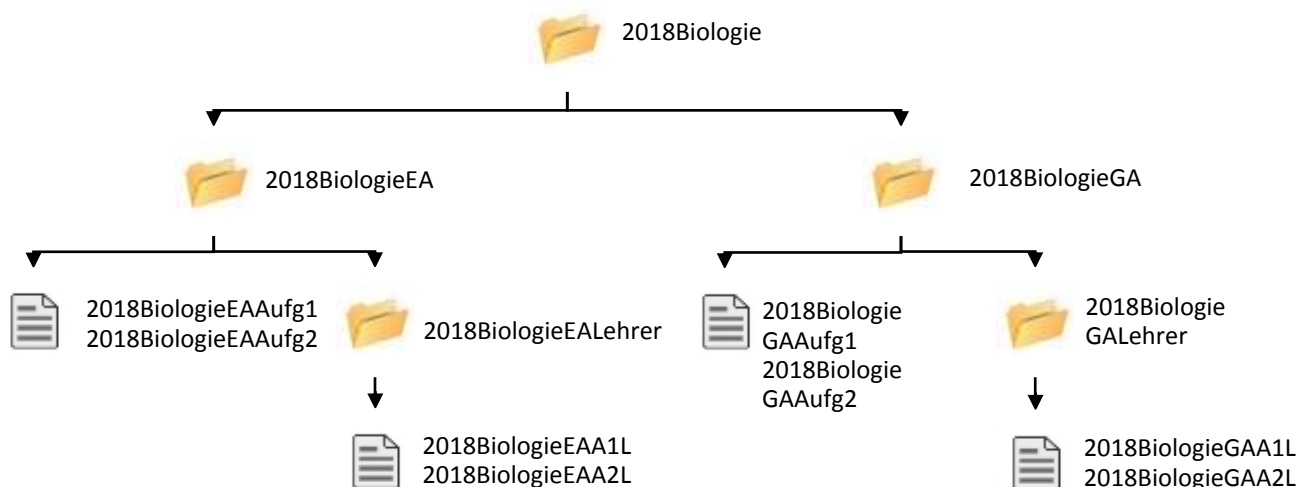 2018Biologie
2018BiologieEA
2018BiologieGA
2018BiologieEAAufg1
2018BiologieEAAufg2
2018BiologieEALehrer
2018Biologie
GAAufg1
2018Biologie
GAAufg2
2018Biologie
GALehrer
2018BiologieEAA1L
2018BiologieEAA2L
2018BiologieGAA1L
2018BiologieGAA2L